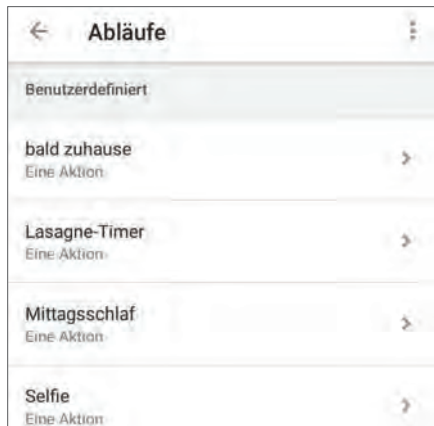 Abläufe
Benutzerdefiniert
bald zuhause
Eine Aktion
Lasagne-Timer
Eine Aktion
Mittagsschlaf
Eine Aktion
Selfie
Eine Aktion